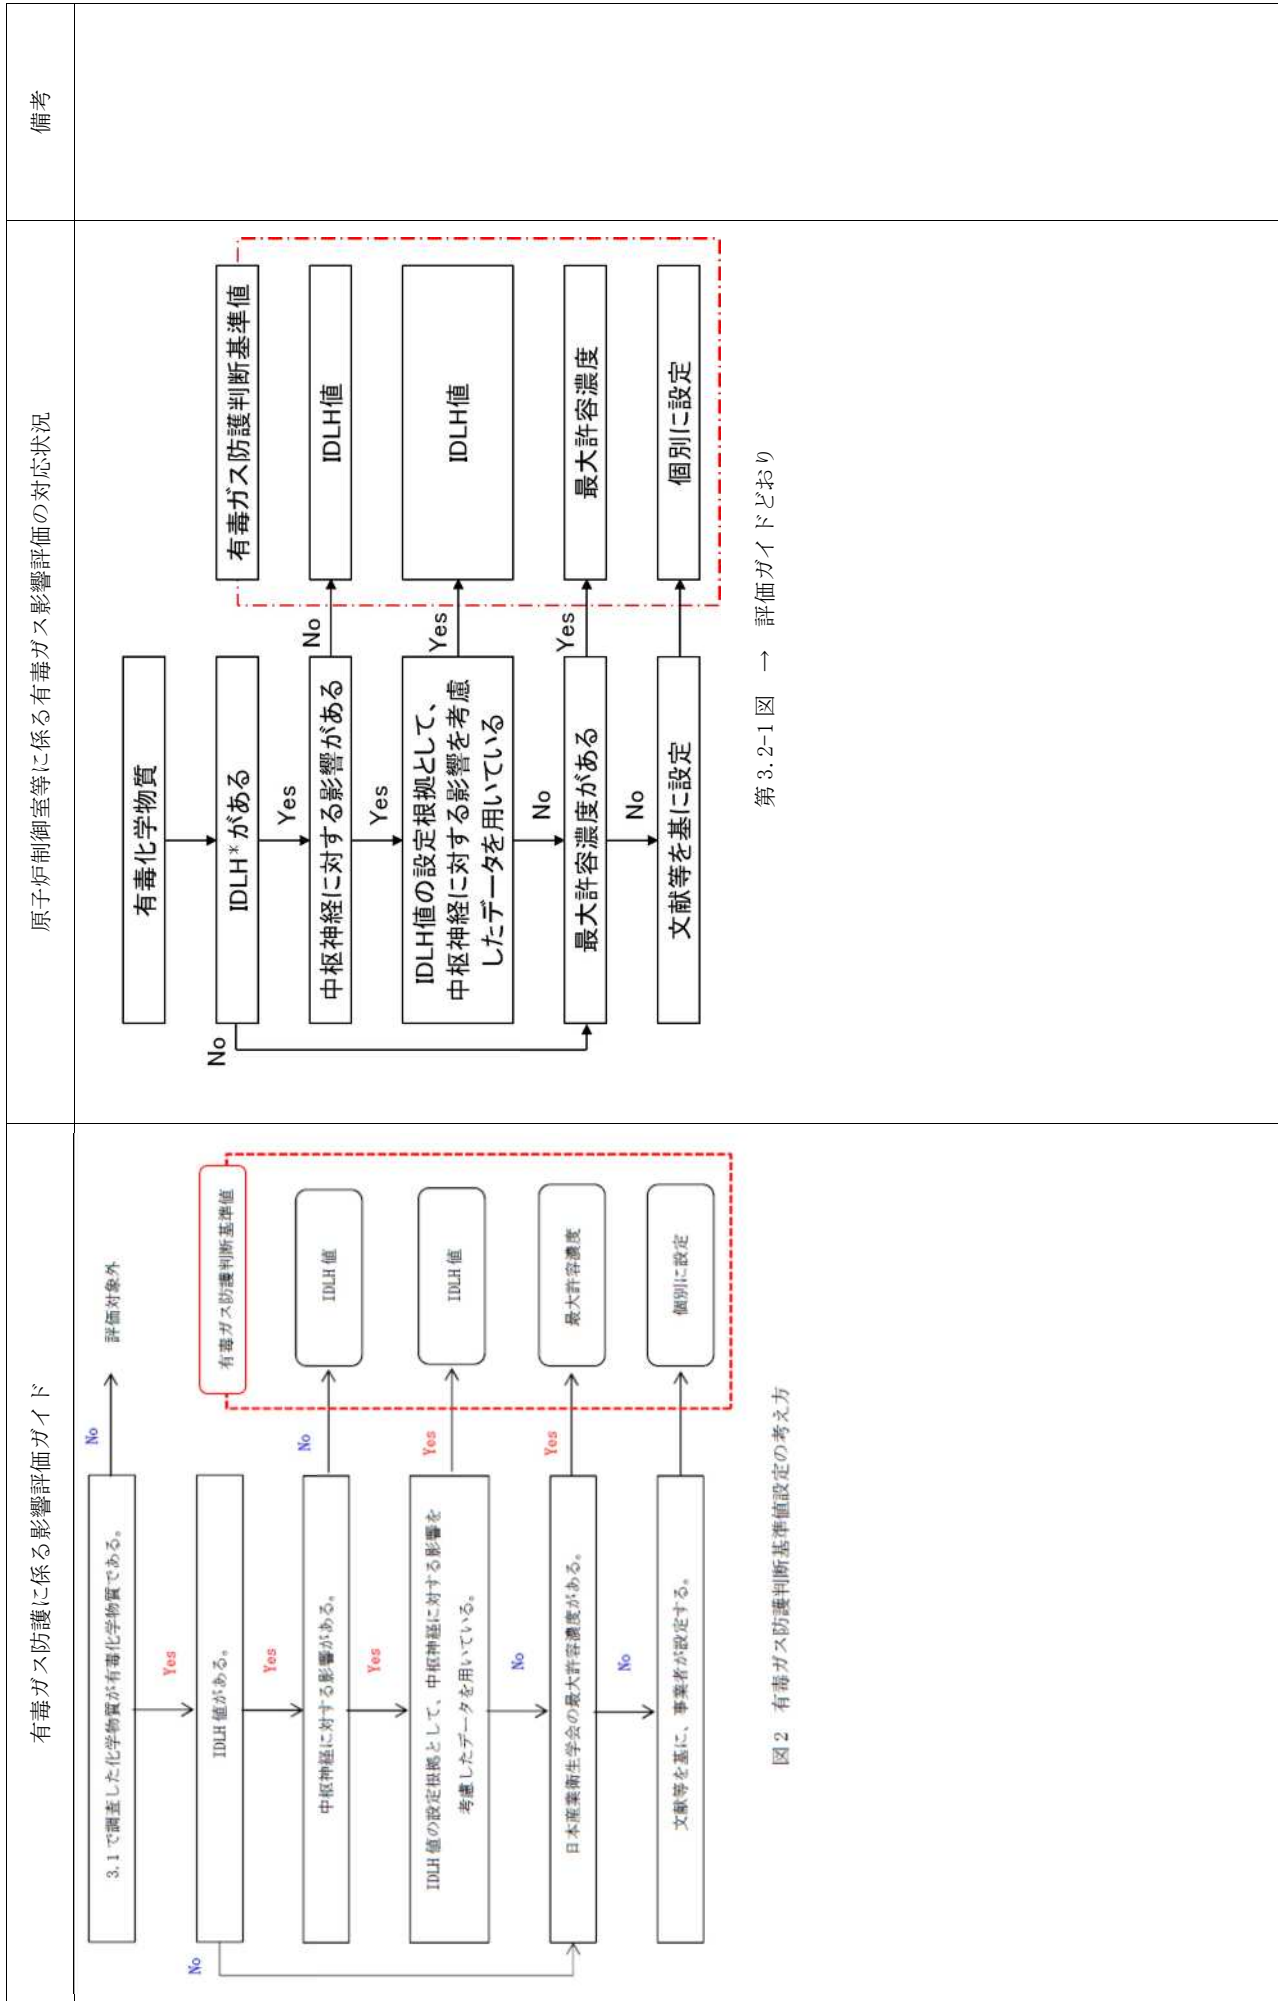 有毒ガス防護に係る影響評価ガイド
原子炉制御室等に係る有毒ガス影響評価の対応状況
備考
3.1で調査した化学物質が有毒化学物質である。
No
評価対象外
Yes
有毒ガス防護判断基準値
No
IDLH 値がある。
Yes
中枢神経に対する影響がある。
No
IDLH 値
Yes
IDLH 値の設定根拠として、中枢神経に対する影響を
考慮したデータを用いている。
Yes
IDLH 値
No
日本産業衛生学会の最大許容濃度がある。
Yes
最大許容濃度
No
文献等を基に、事業者が設定する。
個別に設定
図2 有毒ガス防護判断基準値設定の考え方
有毒化学物質
有毒ガス防護判断基準値
No
IDLH*がある
Yes
中枢神経に対する影響がある
No
IDLH値
Yes
IDLH値の設定根拠として、
中枢神経に対する影響を考慮
したデータを用いている
Yes
IDLH値
No
最大許容濃度がある
Yes
最大許容濃度
No
文献等を基に設定
個別に設定
第3.2-1図 → 評価ガイドどおり